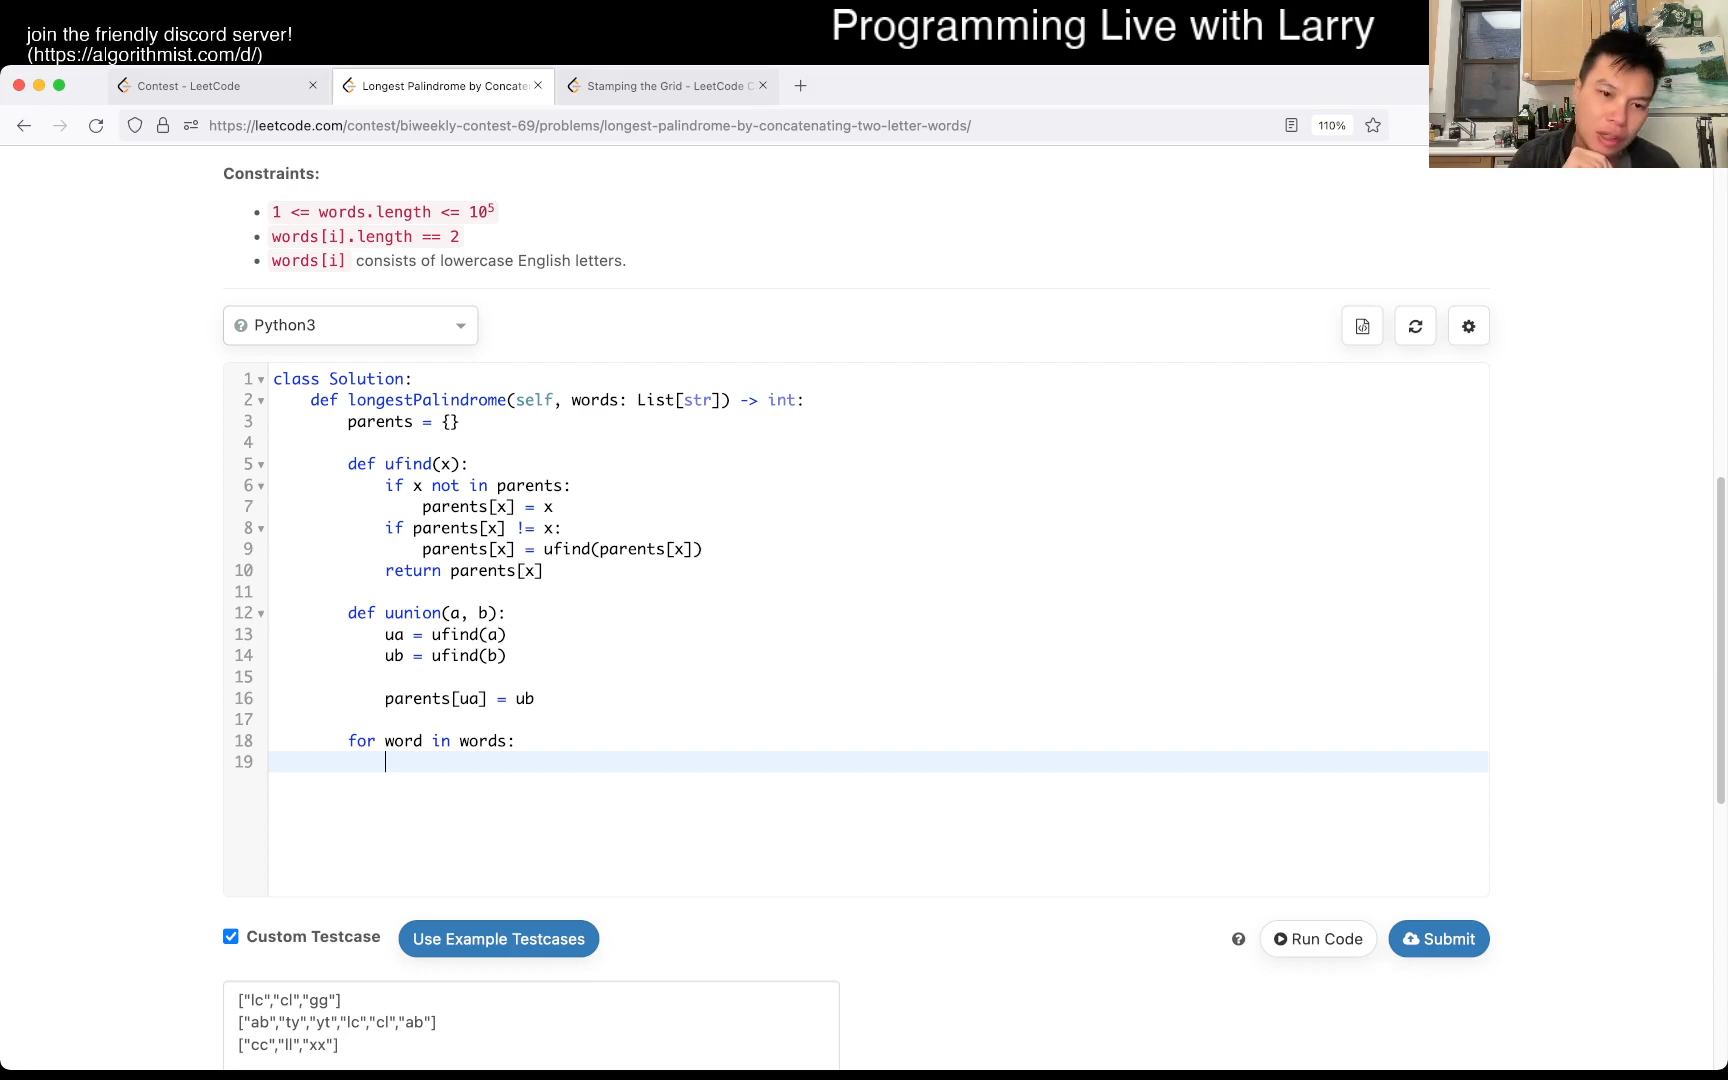 join the friendly discord server!
(https://algorithmist.com/d/)
Programming Live with Larry
Contest - LeetCode
Longest Palindrome by Concate
Stamping the Grid - LeetCode C
https://leetcode.com/contest/biweekly-contest-69/problems/longest-palindrome-by-concatenating-two-letter-words/
110%
Constraints:
1 <= words.length <= 10⁵
words[i].length == 2
words[i] consists of lowercase English letters.
Python3
1 class Solution:
2 def longestPalindrome(self, words: List[str]) -> int:
3 parents = {}
4
5 def ufind(x):
6 if x not in parents:
7 parents[x] = x
8 if parents[x] != x:
9 parents[x] = ufind(parents[x])
10 return parents[x]
11
12 def uunion(a, b):
13 ua = ufind(a)
14 ub = ufind(b)
15
16 parents[ua] = ub
17
18 for word in words:
19
Custom Testcase
Use Example Testcases
Run Code
Submit
["lc","cl","gg"]
["ab","ty","yt","lc","cl","ab"]
["cc","ll","xx"]